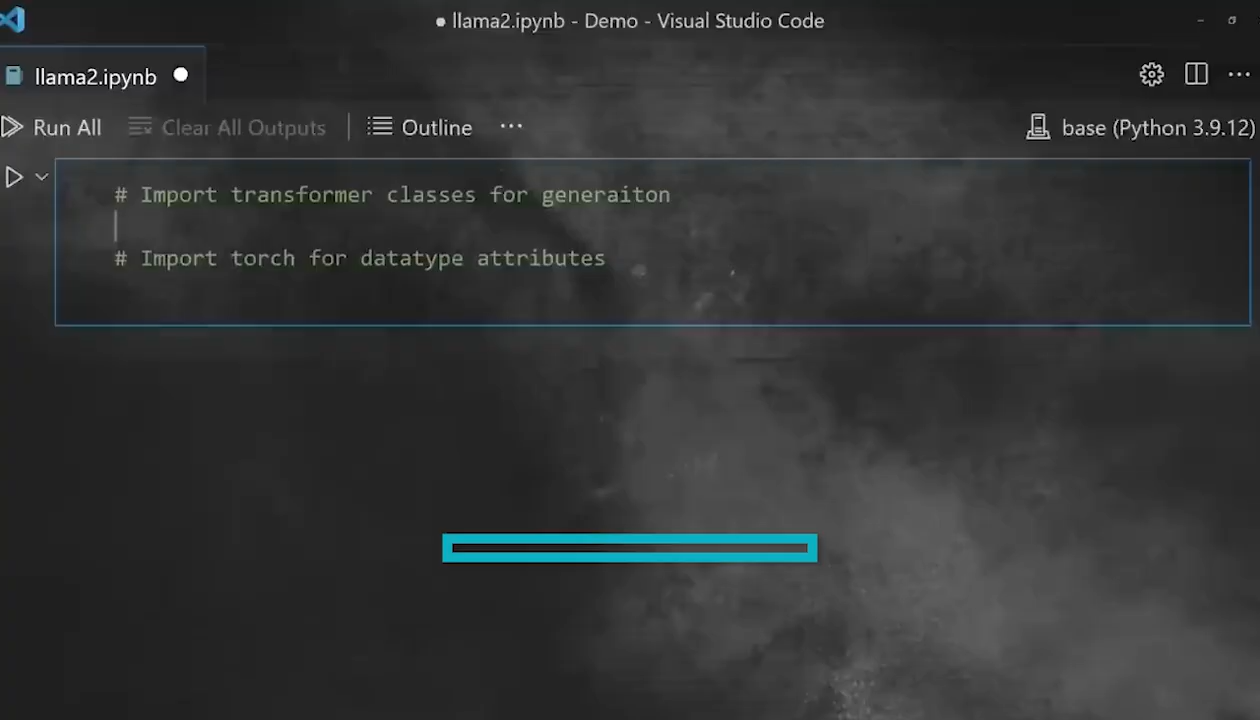 ● llama2.ipynb - Demo - Visual Studio Code
llama2.ipynb ●
Run All Clear All Outputs | Outline ··· base (Python 3.9.12)
# Import transformer classes for generaiton
# Import torch for datatype attributes